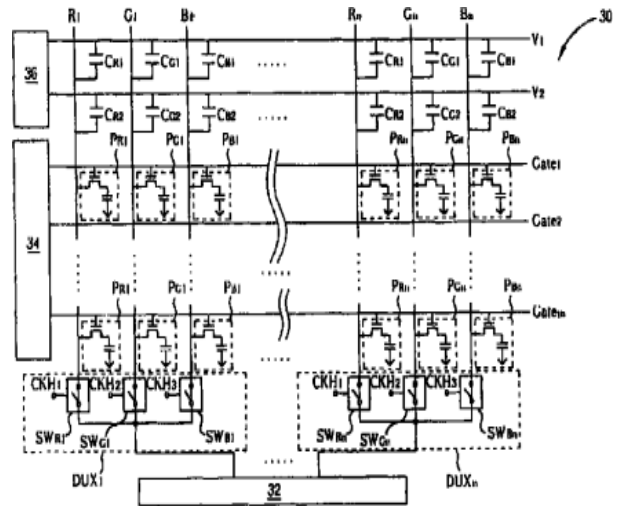 R1 G1 B1 Rn Gn Bn 30
V1
36 CR1 CG1 CB1 ..... CR1 CG1 CB1
V2
CR2 CG2 CB2 ..... CR2 CG2 CB2
PR1 PG1 PB1 PRn PGn PBn
Gate1
34
Gate2
PR1 PG1 PB1 ..... PRn PGn PBn
Gatem
.....
CKH1 CKH2 CKH3 CKH1 CKH2 CKH3
SWR1 SWG1 SWB1 SWRn SWGn SWBn
DUX1 ..... DUXn
32